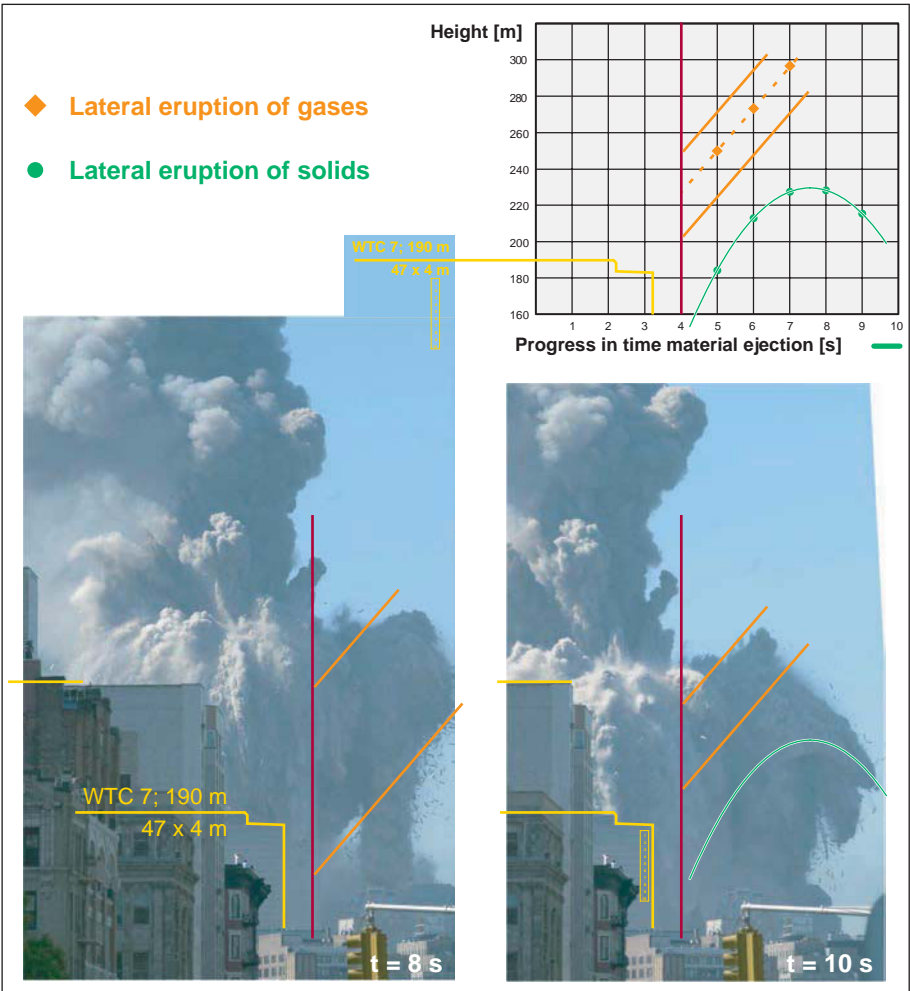 Height [m]
Lateral eruption of gases
Lateral eruption of solids
300
280
260
240
220
200
180
160
1 2 3 4 5 6 7 8 9 10
Progress in time material ejection [s]
WTC 7; 190 m
47 x 4 m
WTC 7; 190 m
47 x 4 m
t = 8 s
t = 10 s